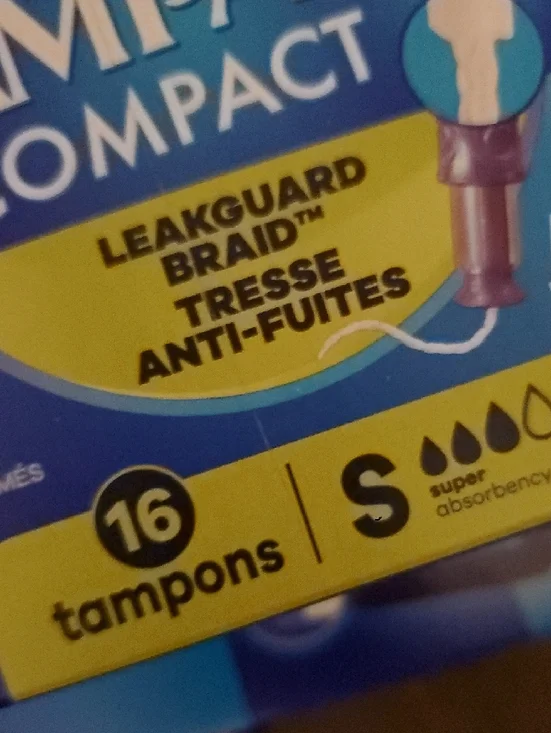 COMPACT
LEAKGUARD
BRAID™
TRESSE
ANTI-FUITES
16
tampons
S
super
absorbency